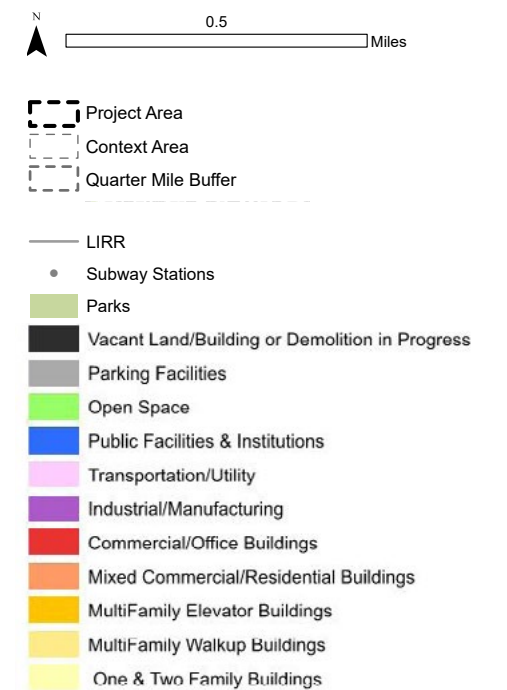 N
0.5
Miles
Project Area
Context Area
Quarter Mile Buffer
LIRR
Subway Stations
Parks
Vacant Land/Building or Demolition in Progress
Parking Facilities
Open Space
Public Facilities & Institutions
Transportation/Utility
Industrial/Manufacturing
Commercial/Office Buildings
Mixed Commercial/Residential Buildings
MultiFamily Elevator Buildings
MultiFamily Walkup Buildings
One & Two Family Buildings